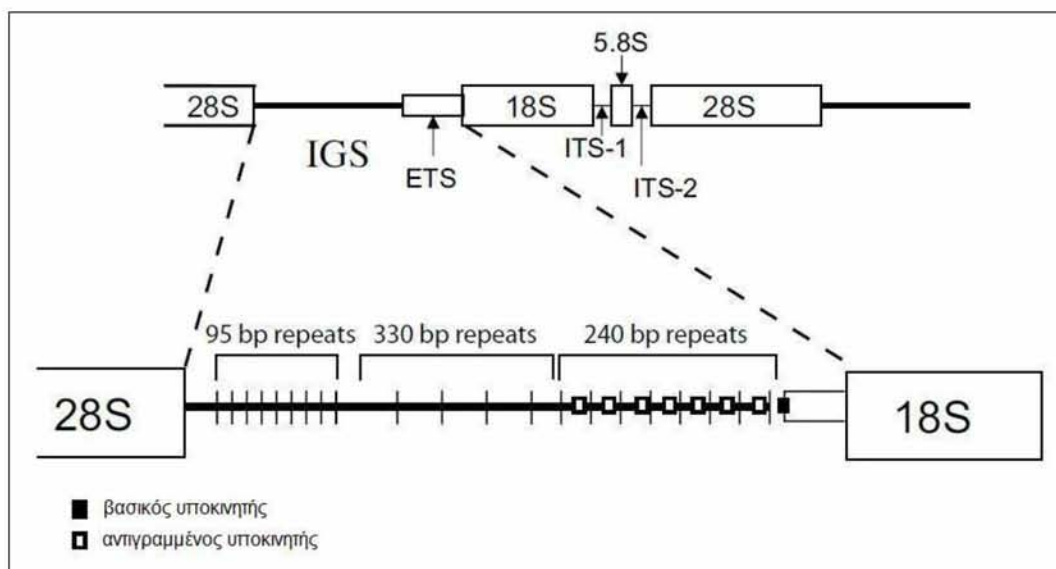 5.8S
28S
18S
28S
IGS
ETS
ITS-1
ITS-2
95 bp repeats
330 bp repeats
240 bp repeats
28S
18S
βασικός υποκινητής
αντιγραμμένος υποκινητής